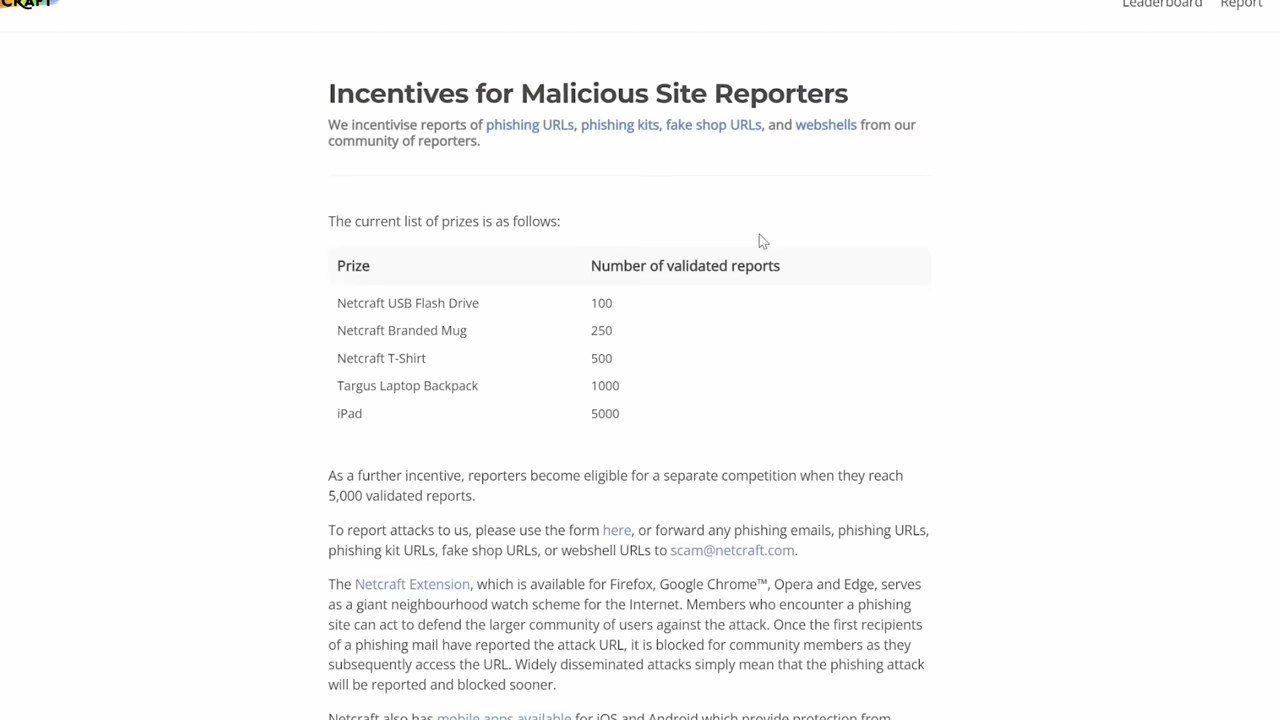 CRAFT
Leaderboard Report
Incentives for Malicious Site Reporters
We incentivise reports of phishing URLs, phishing kits, fake shop URLs, and webshells from our
community of reporters.
The current list of prizes is as follows:
Prize Number of validated reports
Netcraft USB Flash Drive 100
Netcraft Branded Mug 250
Netcraft T-Shirt 500
Targus Laptop Backpack 1000
iPad 5000
As a further incentive, reporters become eligible for a separate competition when they reach
5,000 validated reports.
To report attacks to us, please use the form here, or forward any phishing emails, phishing URLs,
phishing kit URLs, fake shop URLs, or webshell URLs to scam@netcraft.com.
The Netcraft Extension, which is available for Firefox, Google Chrome™, Opera and Edge, serves
as a giant neighbourhood watch scheme for the Internet. Members who encounter a phishing
site can act to defend the larger community of users against the attack. Once the first recipients
of a phishing mail have reported the attack URL, it is blocked for community members as they
subsequently access the URL. Widely disseminated attacks simply mean that the phishing attack
will be reported and blocked sooner.
Netcraft also has mobile apps available for iOS and Android which provide protection from